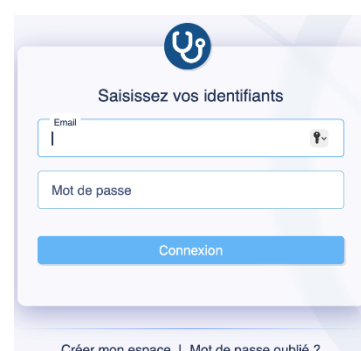 Saisissez vos identifiants
Email
Mot de passe
Connexion
Créer mon espace | Mot de passe oublié ?